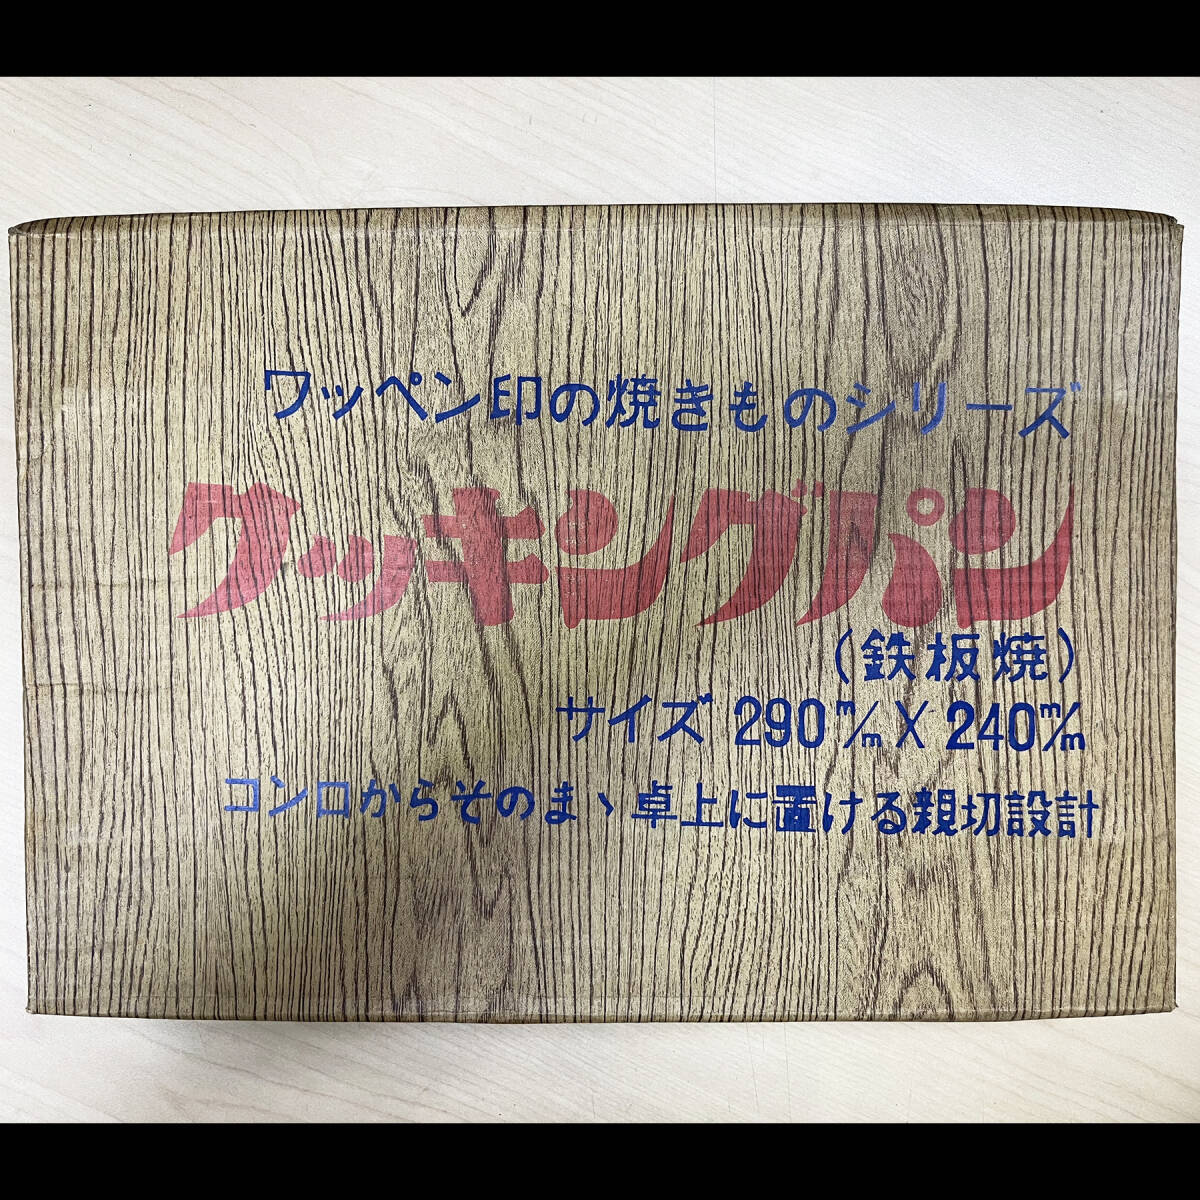 ワッペン印の焼きものシリーズ
クッキングパン
(鉄板焼)
サイズ 290m/m X 240m/m
コンロからそのまゝ卓上に置ける親切設計